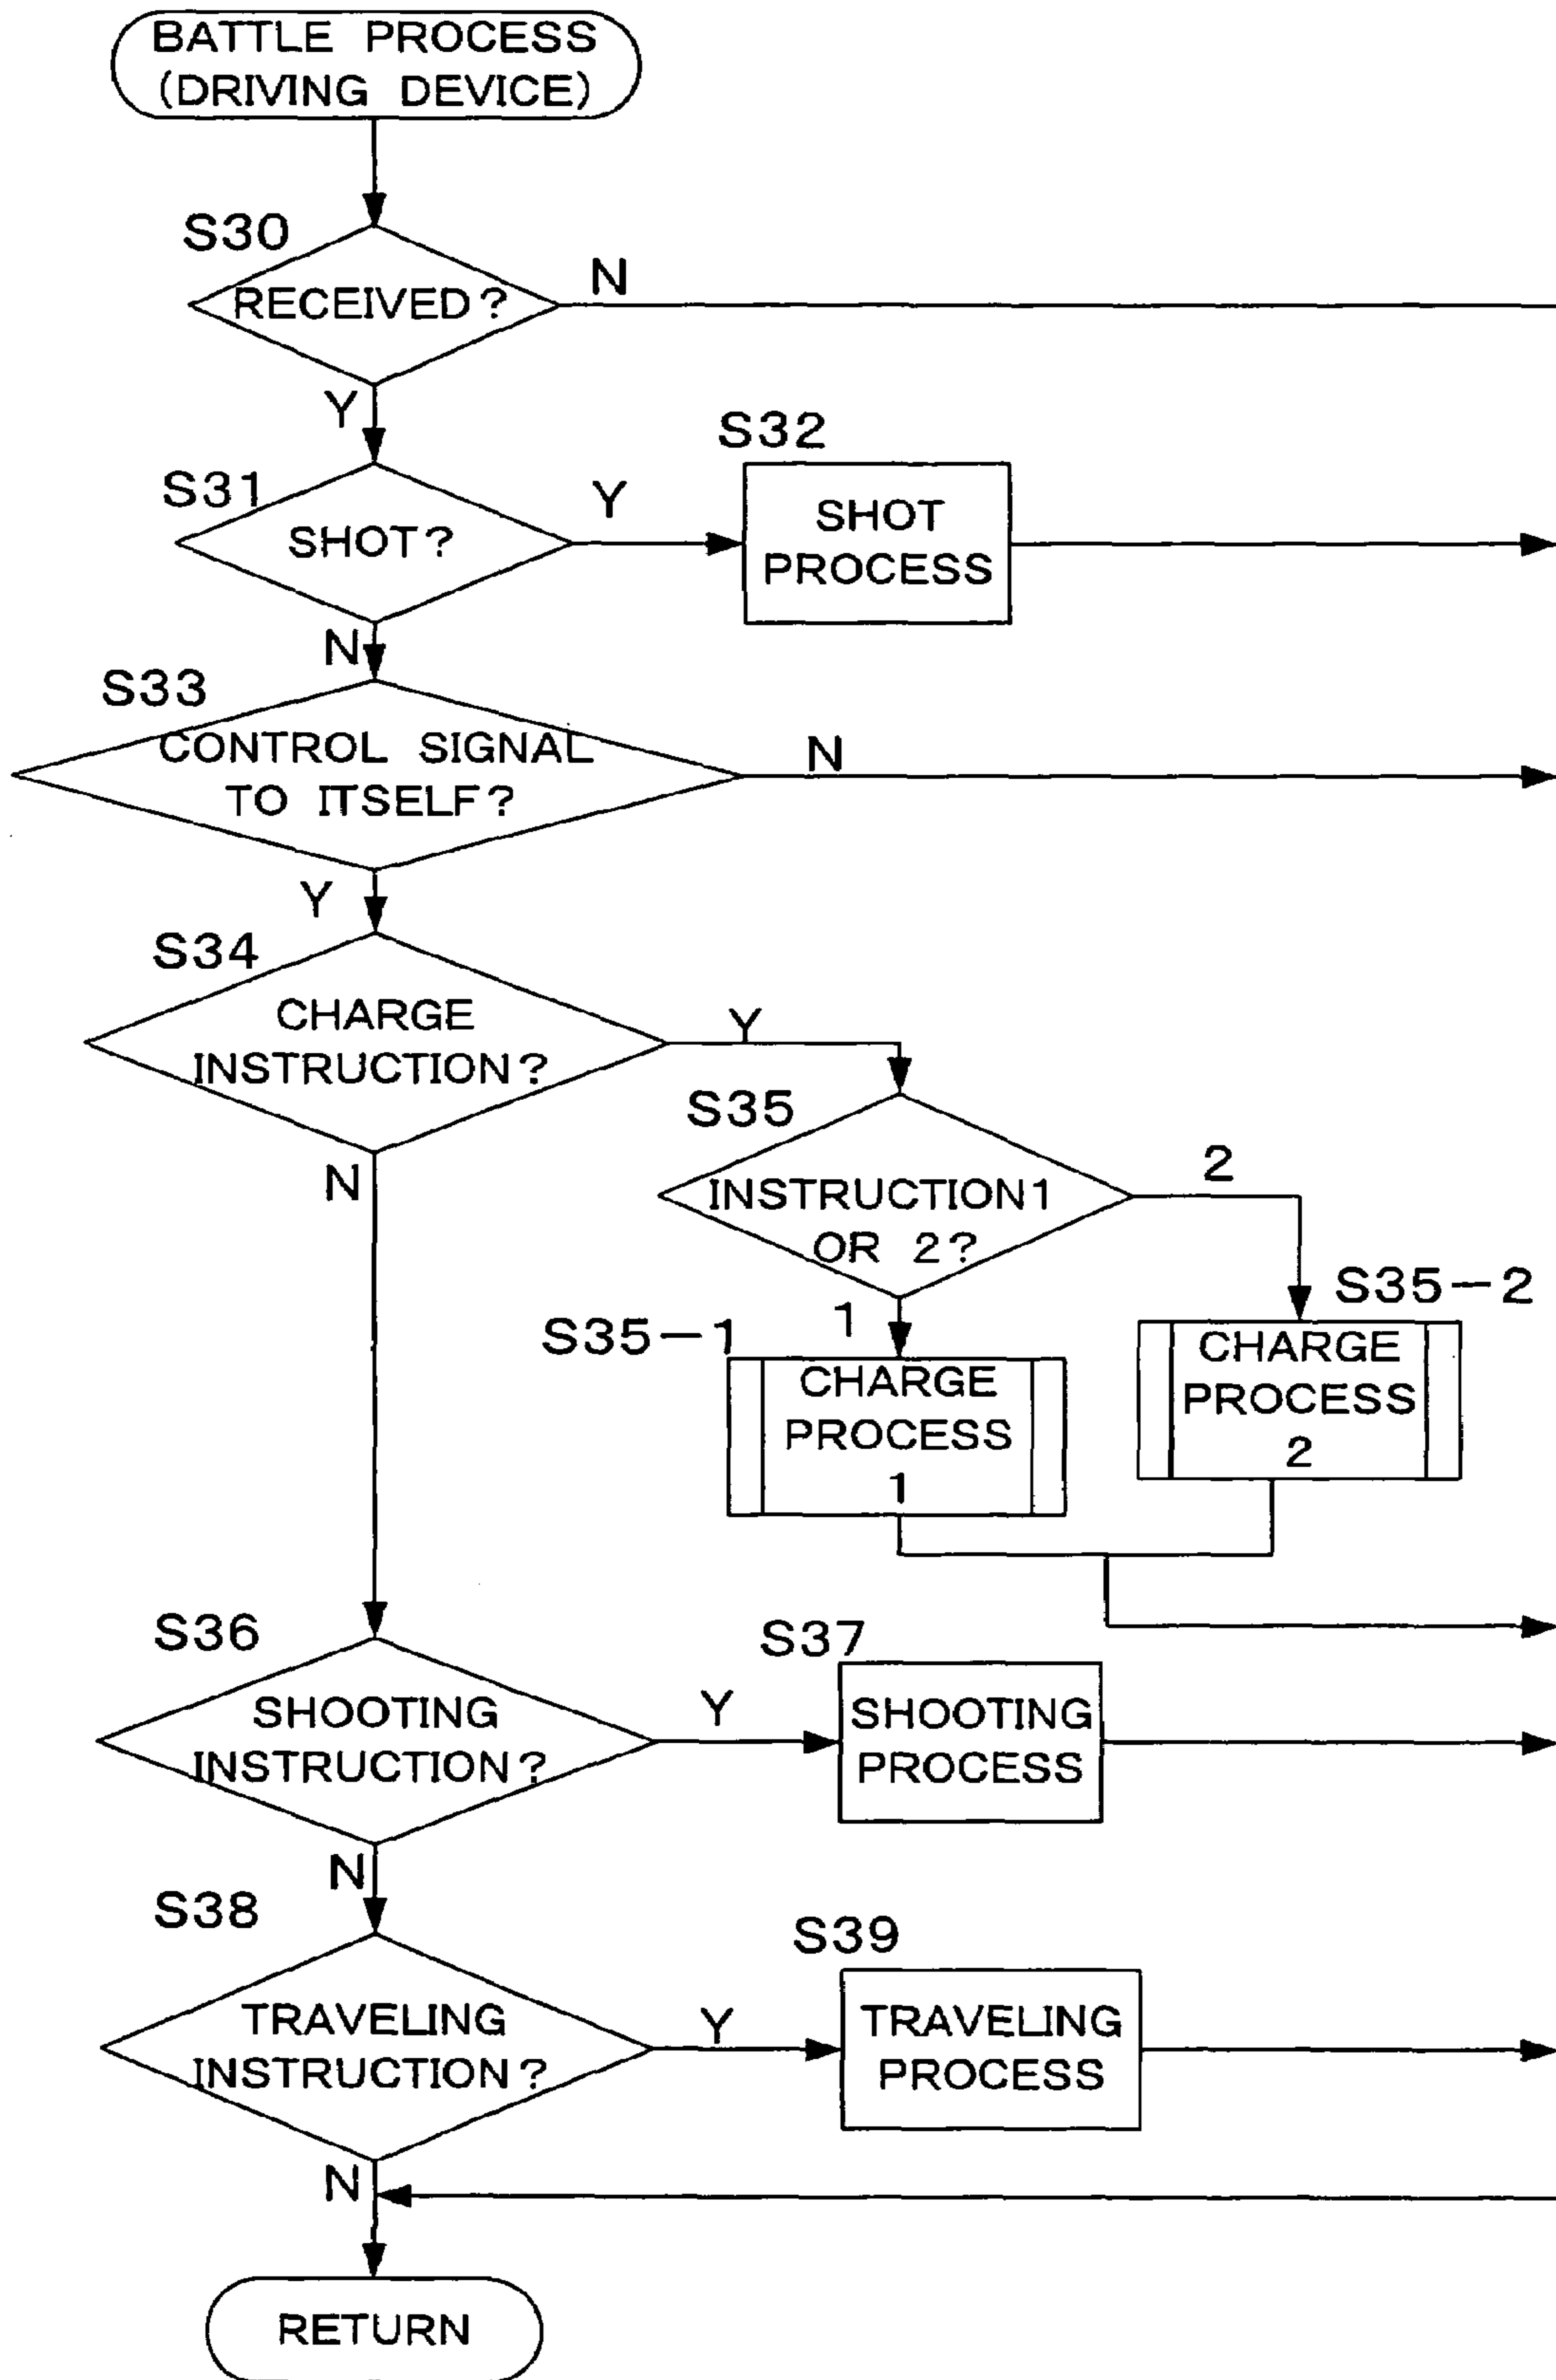 BATTLE PROCESS
(DRIVING DEVICE)
S30
RECEIVED?
N
Y
S31
SHOT?
Y
S32
SHOT
PROCESS
N
S33
CONTROL SIGNAL
TO ITSELF?
N
Y
S34
CHARGE
INSTRUCTION?
Y
N
S35
INSTRUCTION1
OR 2?
2
1
S35-1
CHARGE
PROCESS
1
S35-2
CHARGE
PROCESS
2
S36
SHOOTING
INSTRUCTION?
Y
S37
SHOOTING
PROCESS
N
S38
TRAVELING
INSTRUCTION?
Y
S39
TRAVELING
PROCESS
N
RETURN